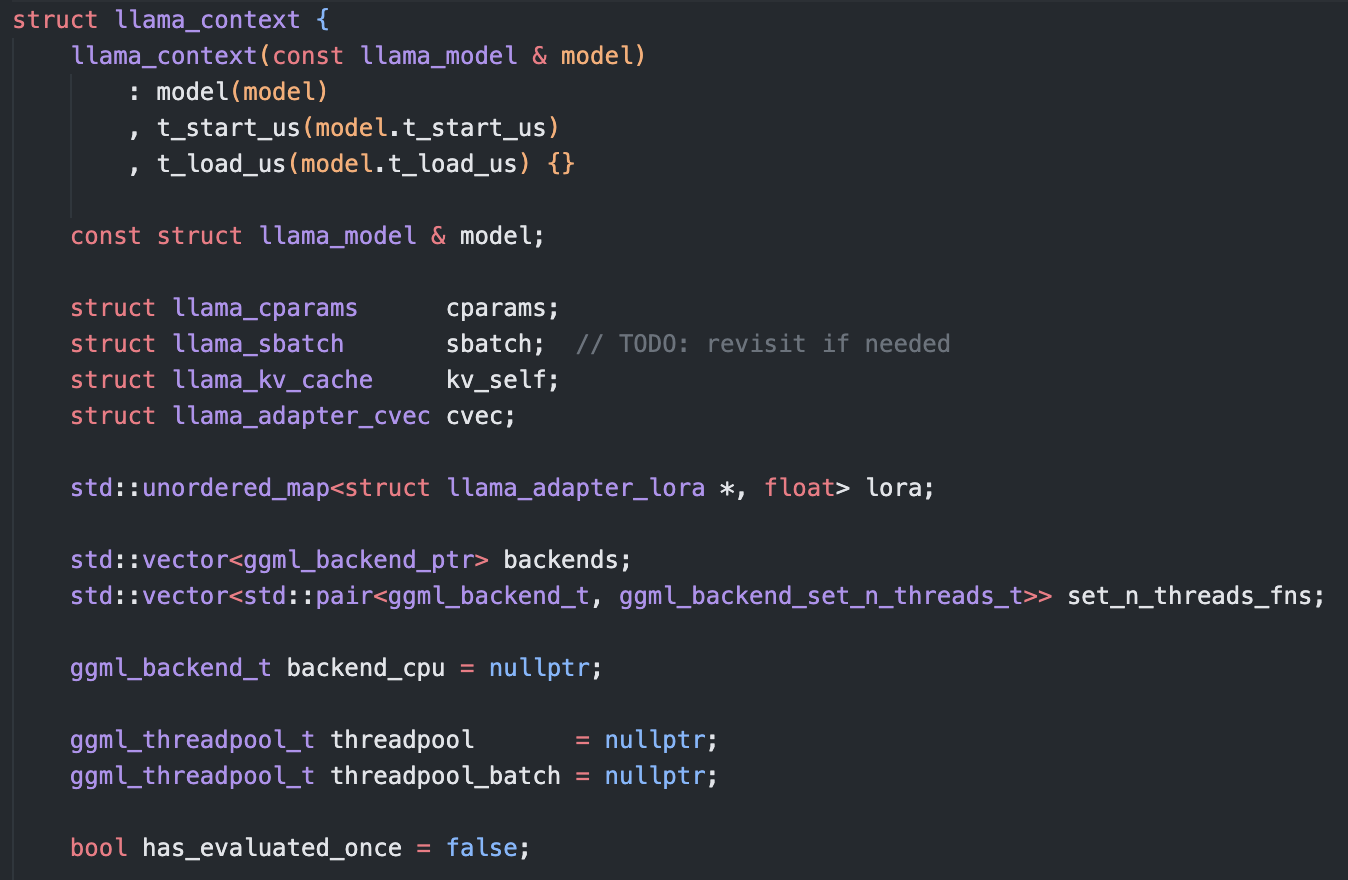 struct llama_context {
    llama_context(const llama_model & model)
        : model(model)
        , t_start_us(model.t_start_us)
        , t_load_us(model.t_load_us) {}

    const struct llama_model & model;

    struct llama_cparams      cparams;
    struct llama_sbatch       sbatch;  // TODO: revisit if needed
    struct llama_kv_cache     kv_self;
    struct llama_adapter_cvec cvec;

    std::unordered_map<struct llama_adapter_lora *, float> lora;

    std::vector<ggml_backend_ptr> backends;
    std::vector<std::pair<ggml_backend_t, ggml_backend_set_n_threads_t>> set_n_threads_fns;

    ggml_backend_t backend_cpu = nullptr;

    ggml_threadpool_t threadpool       = nullptr;
    ggml_threadpool_t threadpool_batch = nullptr;

    bool has_evaluated_once = false;